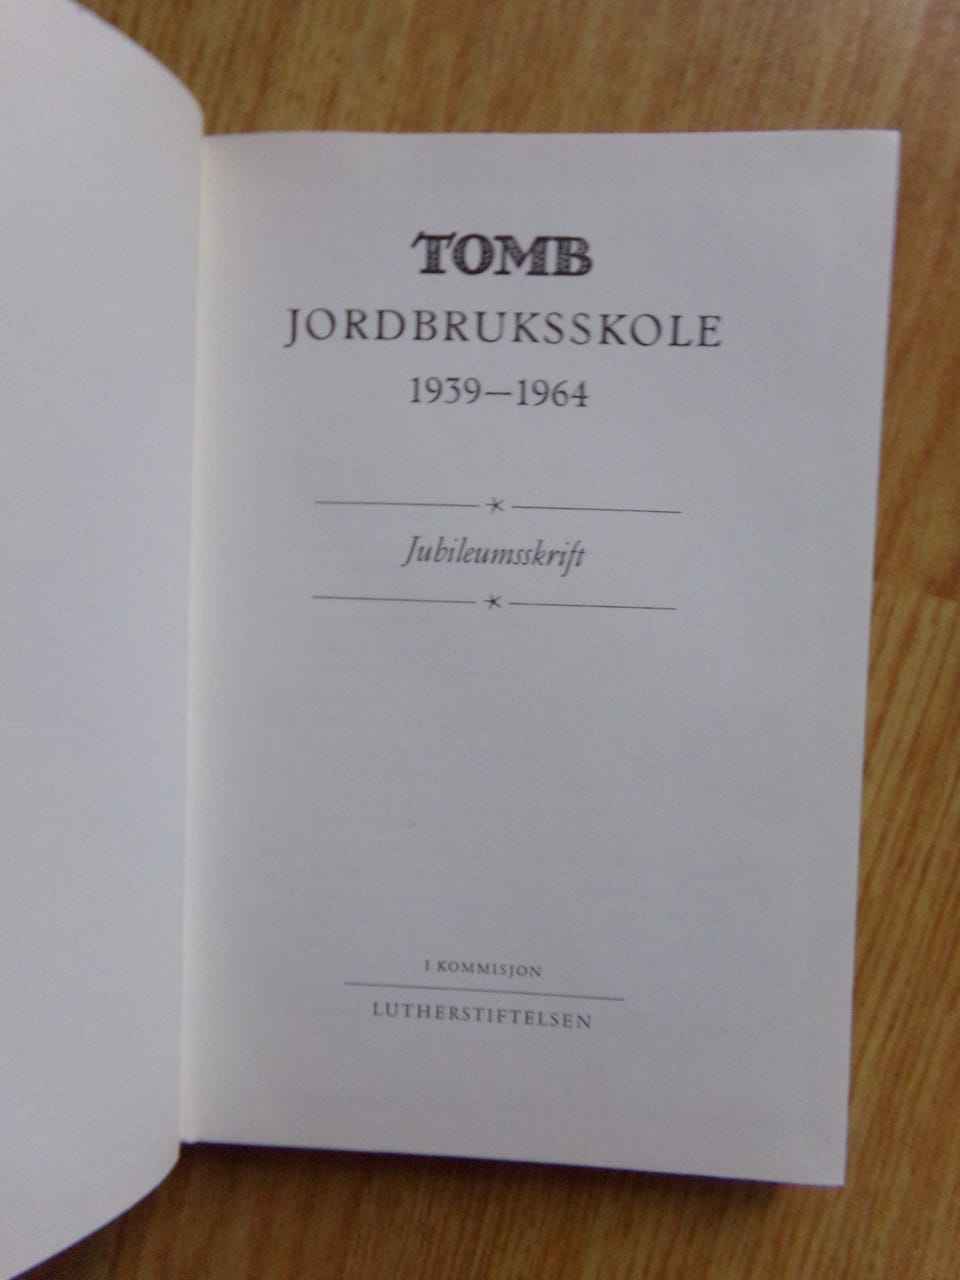 TOMB
JORDBRUKSSKOLE
1939—1964
Jubileumsskrift
I KOMMISJON
LUTHERSTIFTELSEN